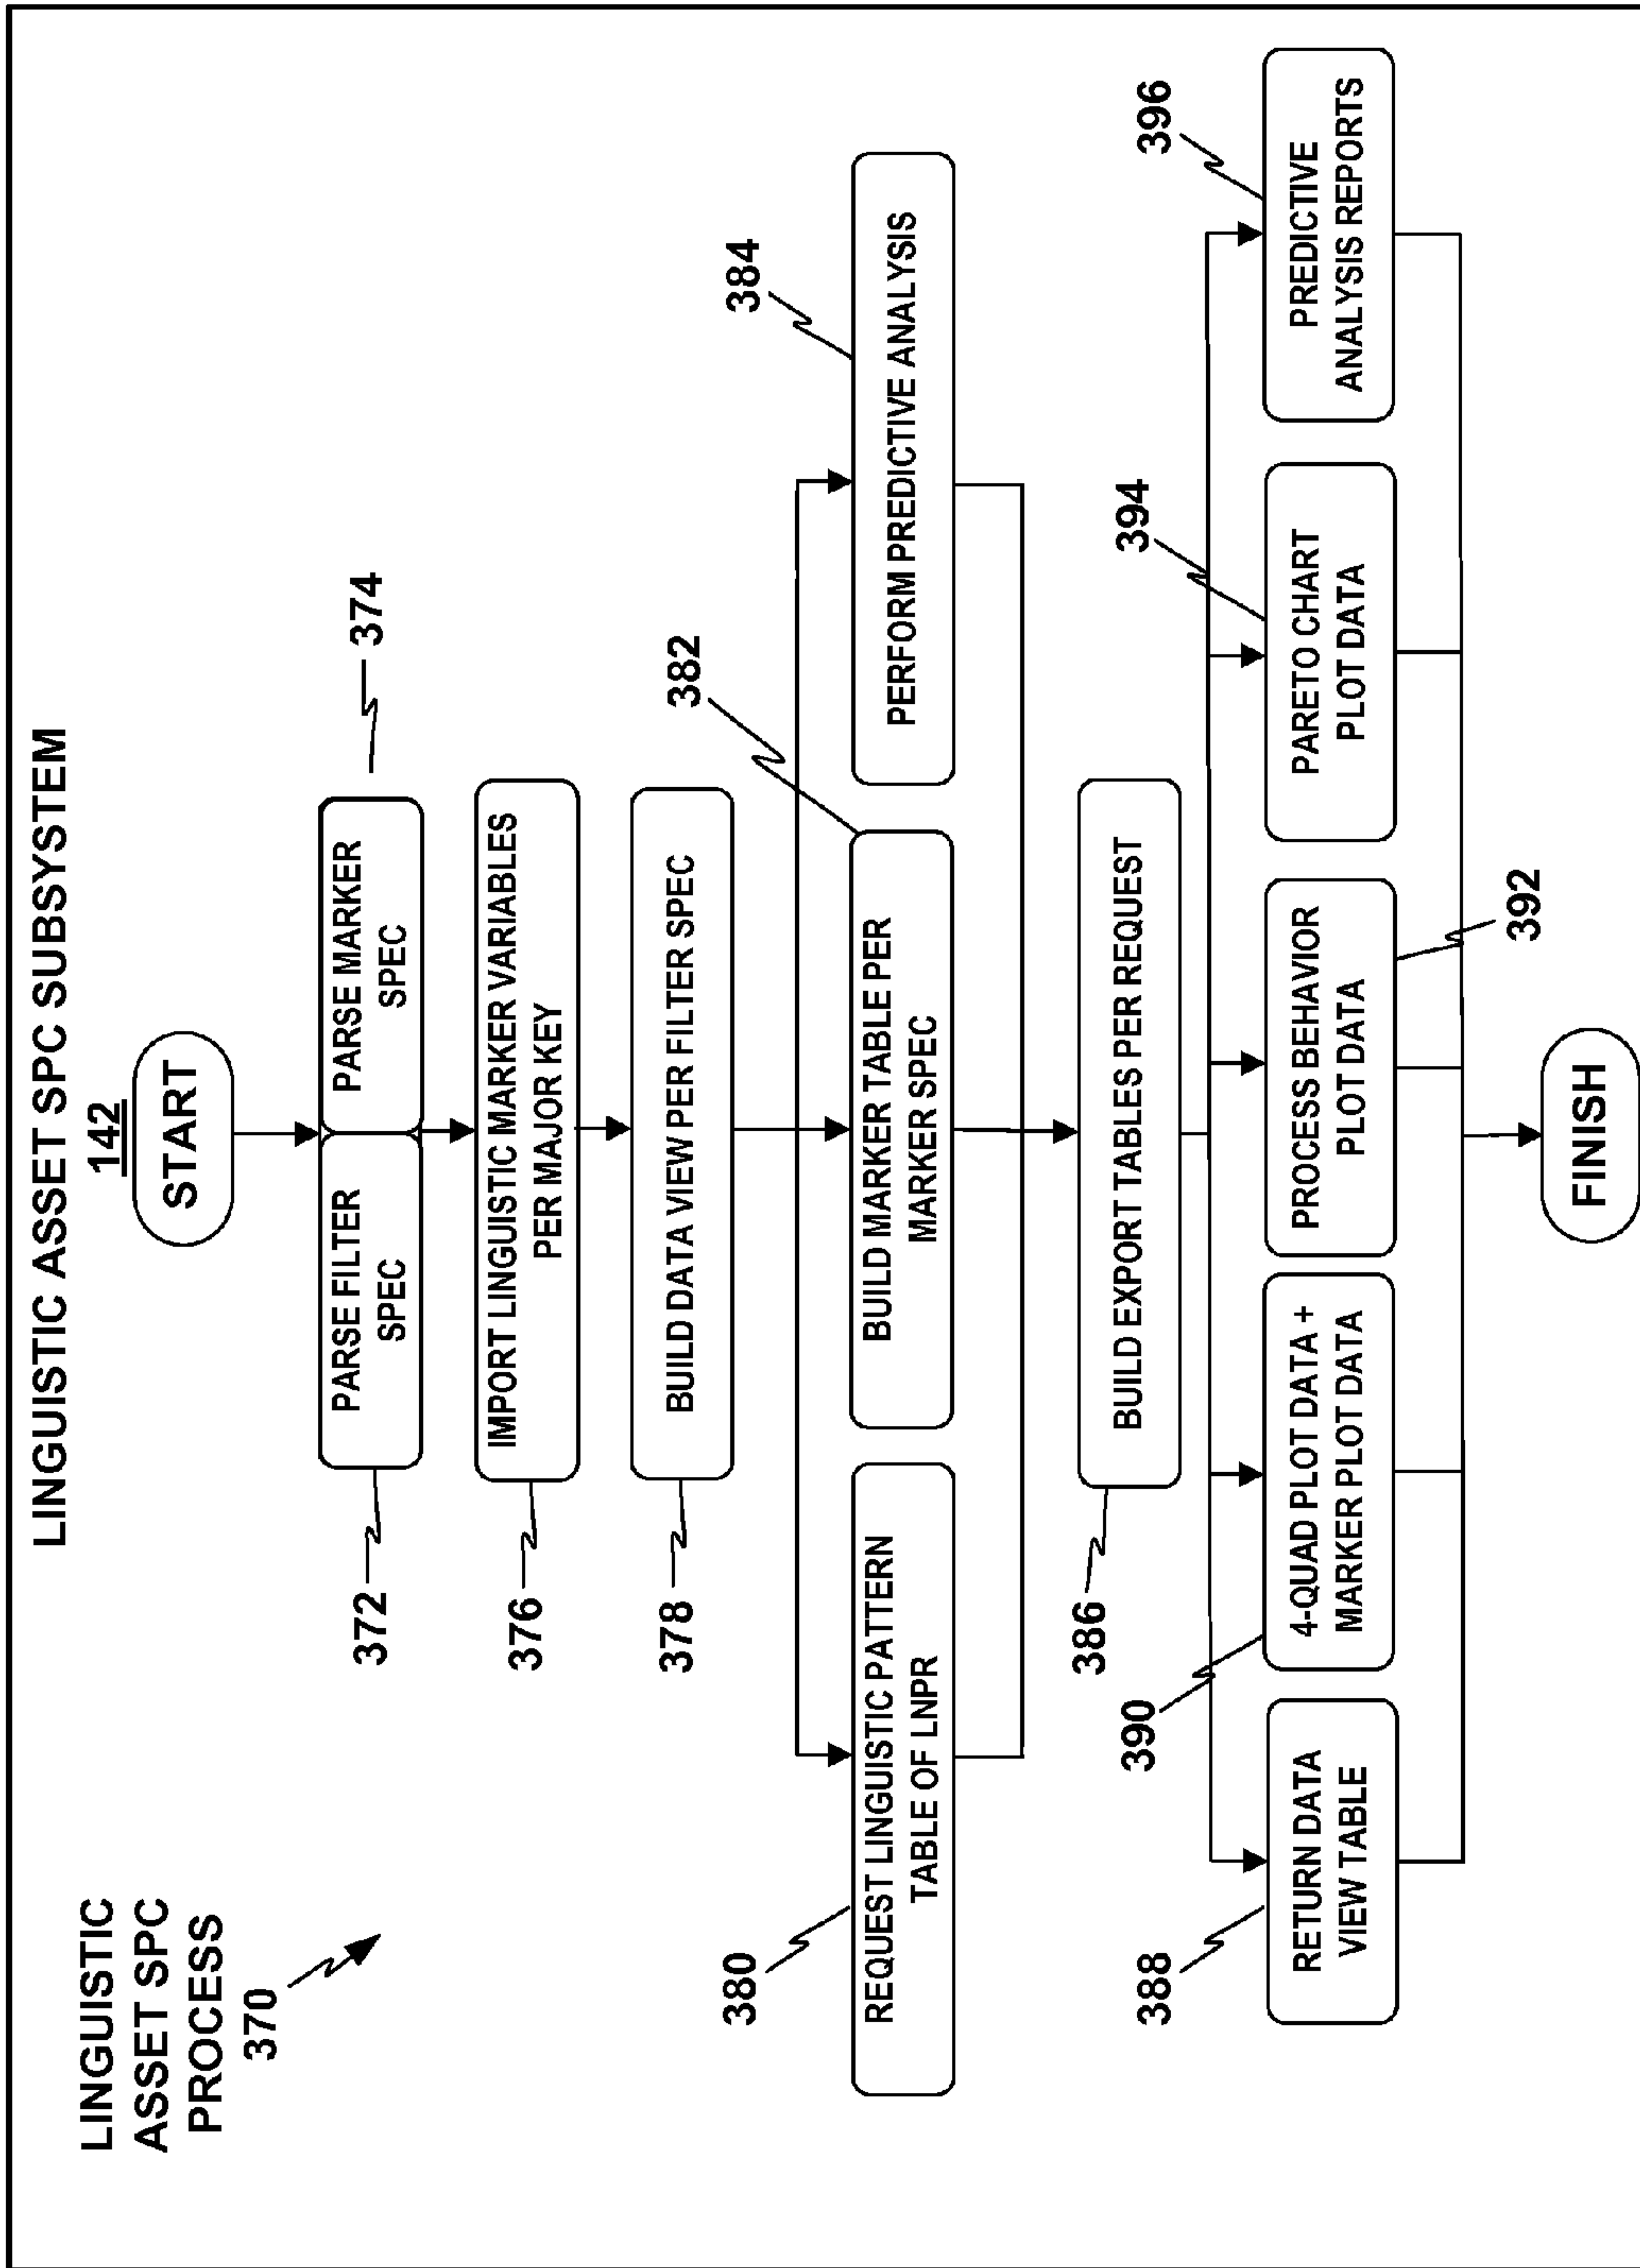 LINGUISTIC ASSET SPC SUBSYSTEM
142
LINGUISTIC
ASSET SPC
PROCESS
370
START
372
PARSE FILTER
SPEC
PARSE MARKER
SPEC
374
376
IMPORT LINGUISTIC MARKER VARIABLES
PER MAJOR KEY
378
BUILD DATA VIEW PER FILTER SPEC
380
REQUEST LINGUISTIC PATTERN
TABLE OF LNPR
382
BUILD MARKER TABLE PER
MARKER SPEC
384
PERFORM PREDICTIVE ANALYSIS
386
BUILD EXPORT TABLES PER REQUEST
388
RETURN DATA
VIEW TABLE
390
4-QUAD PLOT DATA +
MARKER PLOT DATA
PROCESS BEHAVIOR
PLOT DATA
392
394
PARETO CHART
PLOT DATA
396
PREDICTIVE
ANALYSIS REPORTS
FINISH